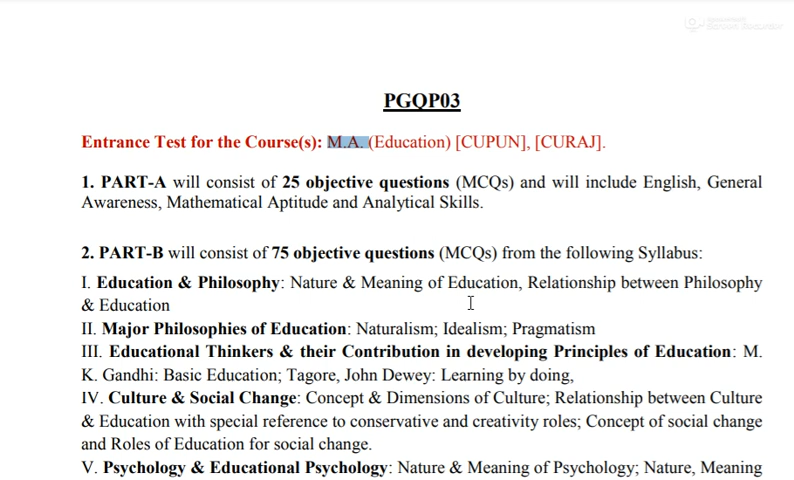 PGQP03
Entrance Test for the Course(s): M.A. (Education) [CUPUN], [CURAJ].
1. PART-A will consist of 25 objective questions (MCQs) and will include English, General
Awareness, Mathematical Aptitude and Analytical Skills.
2. PART-B will consist of 75 objective questions (MCQs) from the following Syllabus:
I. Education & Philosophy: Nature & Meaning of Education, Relationship between Philosophy
& Education
II. Major Philosophies of Education: Naturalism; Idealism; Pragmatism
III. Educational Thinkers & their Contribution in developing Principles of Education: M.
K. Gandhi: Basic Education; Tagore, John Dewey: Learning by doing,
IV. Culture & Social Change: Concept & Dimensions of Culture; Relationship between Culture
& Education with special reference to conservative and creativity roles; Concept of social change
and Roles of Education for social change.
V. Psychology & Educational Psychology: Nature & Meaning of Psychology; Nature, Meaning